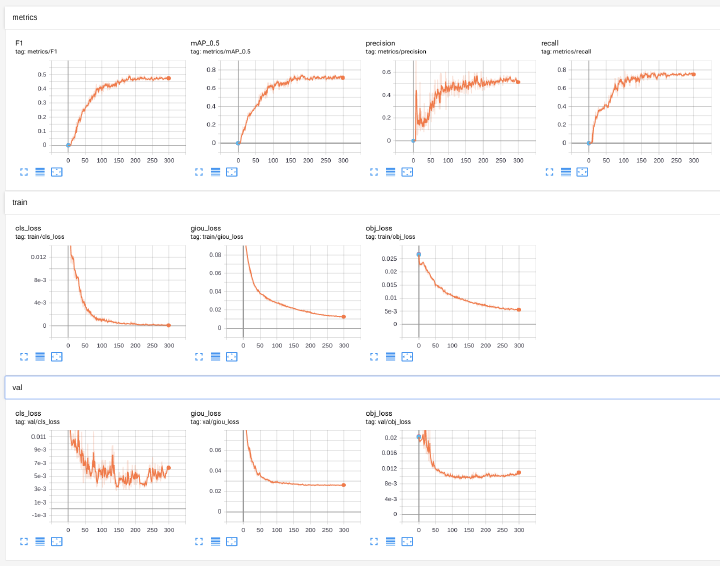 metrics
F1
tag: metrics/F1
0.5
0.4
0.3
0.2
0.1
0
0 50 100 150 200 250 300
mAP_0.5
tag: metrics/mAP_0.5
0.8
0.6
0.4
0.2
0
0 50 100 150 200 250 300
precision
tag: metrics/precision
0.6
0.4
0.2
0
0 50 100 150 200 250 300
recall
tag: metrics/recall
0.8
0.6
0.4
0.2
0
0 50 100 150 200 250 300
train
cls_loss
tag: train/cls_loss
0.012
8e-3
4e-3
0
0 50 100 150 200 250 300
giou_loss
tag: train/giou_loss
0.08
0.06
0.04
0.02
0
0 50 100 150 200 250 300
obj_loss
tag: train/obj_loss
0.025
0.02
0.015
0.01
5e-3
0
0 50 100 150 200 250 300
val
cls_loss
tag: val/cls_loss
0.011
9e-3
7e-3
5e-3
3e-3
1e-3
-1e-3
0 50 100 150 200 250 300
giou_loss
tag: val/giou_loss
0.06
0.04
0.02
0
0 50 100 150 200 250 300
obj_loss
tag: val/obj_loss
0.02
0.016
0.012
8e-3
4e-3
0
0 50 100 150 200 250 300